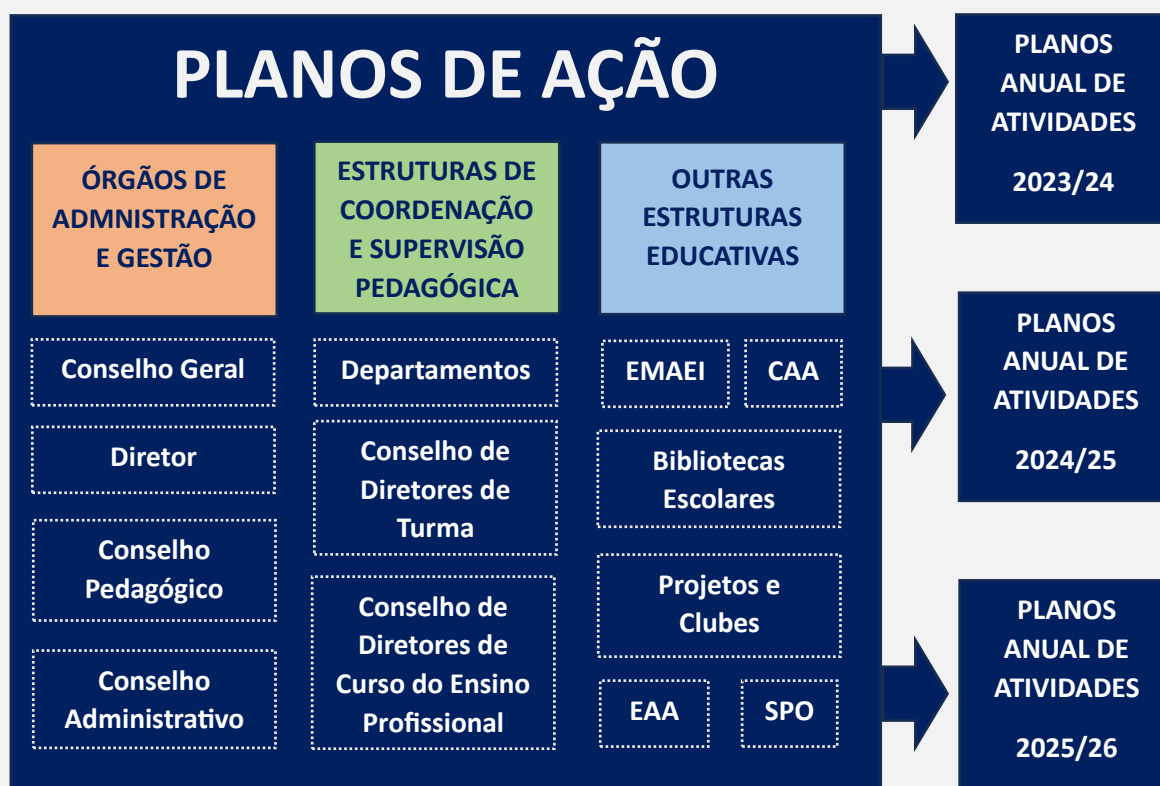 PLANOS DE AÇÃO
ÓRGÃOS DE
ADMNISTRAÇÃO
E GESTÃO
Conselho Geral
Diretor
Conselho
Pedagógico
Conselho
Administrativo
ESTRUTURAS DE
COORDENAÇÃO
E SUPERVISÃO
PEDAGÓGICA
Departamentos
Conselho de
Diretores de
Turma
Conselho de
Diretores de
Curso do Ensino
Profissional
OUTRAS
ESTRUTURAS
EDUCATIVAS
EMAEI
CAA
Bibliotecas
Escolares
Projetos e
Clubes
EAA
SPO
PLANOS
ANUAL DE
ATIVIDADES
2023/24
PLANOS
ANUAL DE
ATIVIDADES
2024/25
PLANOS
ANUAL DE
ATIVIDADES
2025/26